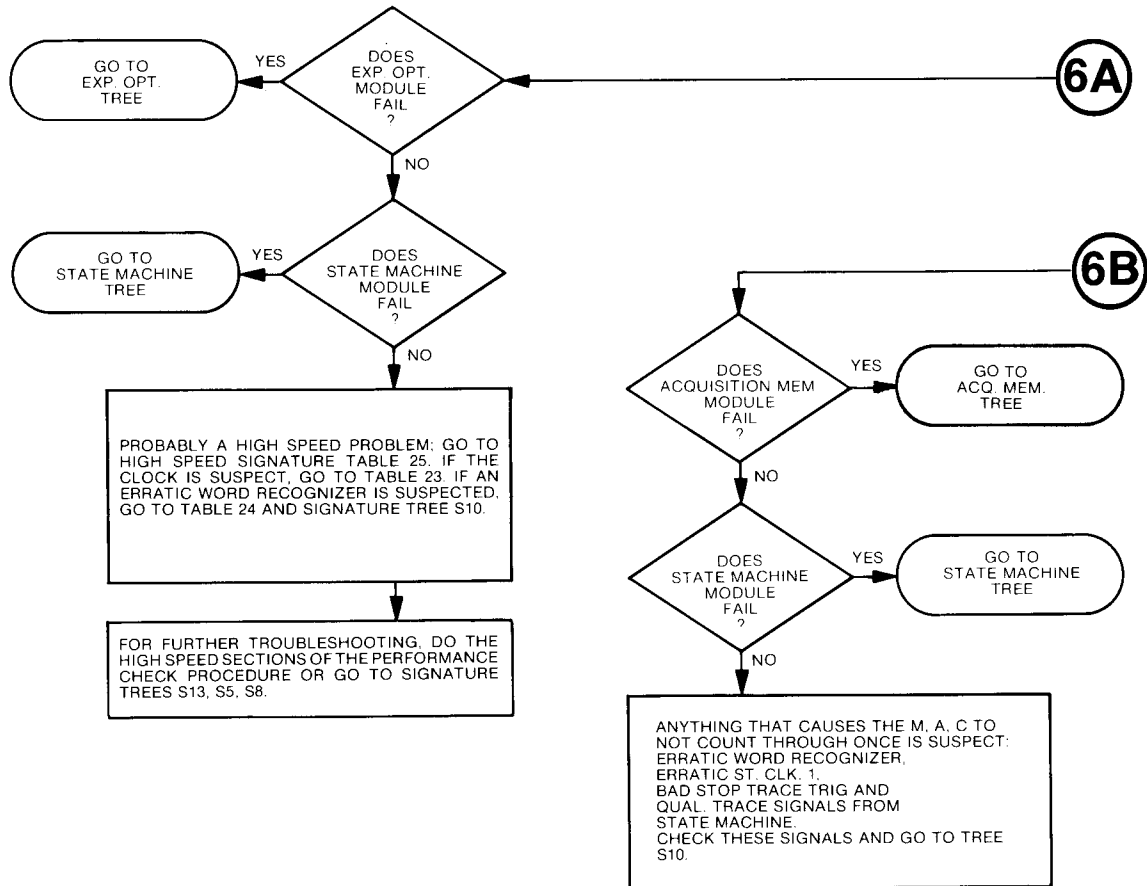 6A
DOES
EXP. OPT.
MODULE
FAIL
?
YES
GO TO
EXP. OPT.
TREE
NO
DOES
STATE MACHINE
MODULE
FAIL
?
YES
GO TO
STATE MACHINE
TREE
NO
PROBABLY A HIGH SPEED PROBLEM; GO TO
HIGH SPEED SIGNATURE TABLE 25. IF THE
CLOCK IS SUSPECT, GO TO TABLE 23. IF AN
ERRATIC WORD RECOGNIZER IS SUSPECTED,
GO TO TABLE 24 AND SIGNATURE TREE S10.
FOR FURTHER TROUBLESHOOTING, DO THE
HIGH SPEED SECTIONS OF THE PERFORMANCE
CHECK PROCEDURE OR GO TO SIGNATURE
TREES S13, S5, S8.
6B
DOES
ACQUISITION MEM
MODULE
FAIL
?
YES
GO TO
ACQ. MEM.
TREE
NO
DOES
STATE MACHINE
MODULE
FAIL
?
YES
GO TO
STATE MACHINE
TREE
NO
ANYTHING THAT CAUSES THE M, A, C TO
NOT COUNT THROUGH ONCE IS SUSPECT:
ERRATIC WORD RECOGNIZER,
ERRATIC ST. CLK. 1,
BAD STOP TRACE TRIG AND
QUAL. TRACE SIGNALS FROM
STATE MACHINE.
CHECK THESE SIGNALS AND GO TO TREE
S10.